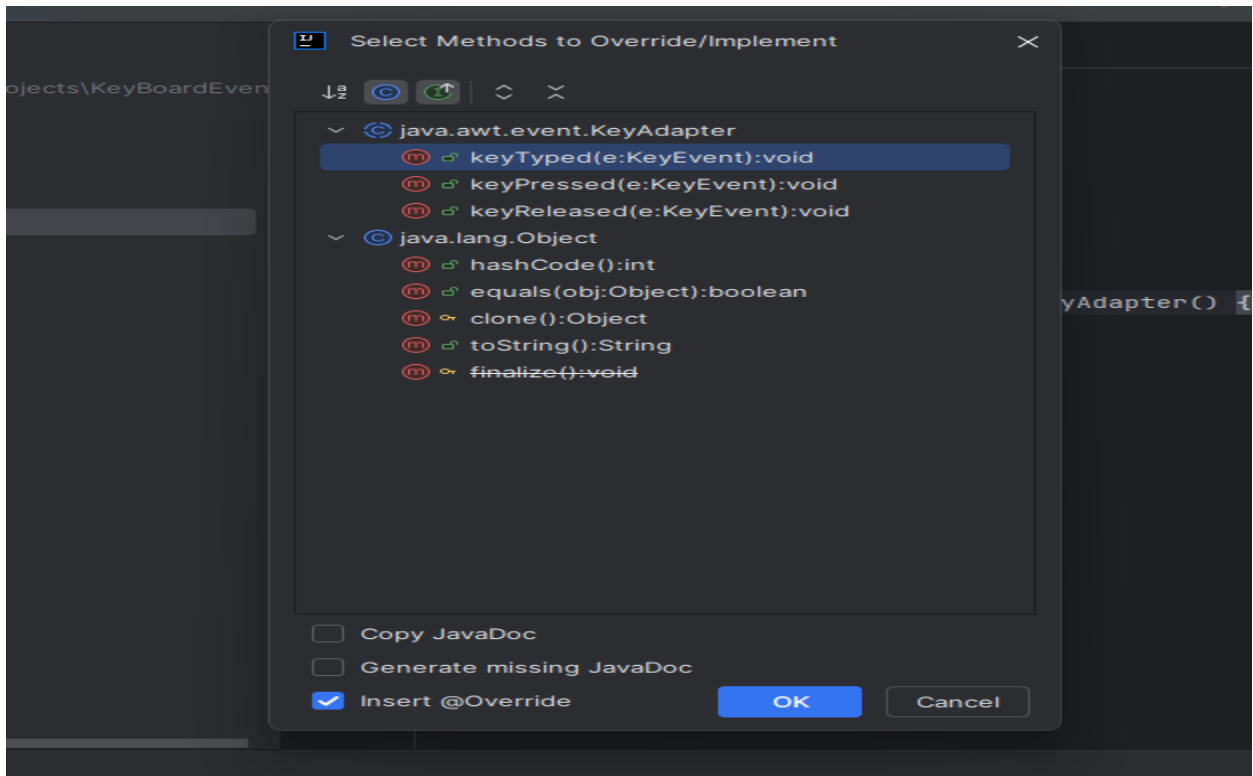 Select Methods to Override/Implement
ojects\KeyBoardEven
java.awt.event.KeyAdapter
keyTyped(e:KeyEvent):void
keyPressed(e:KeyEvent):void
keyReleased(e:KeyEvent):void
java.lang.Object
hashCode():int
equals(obj:Object):boolean
yAdapter() {
clone():Object
toString():String
finalize():void
Copy JavaDoc
Generate missing JavaDoc
Insert @Override
OK
Cancel